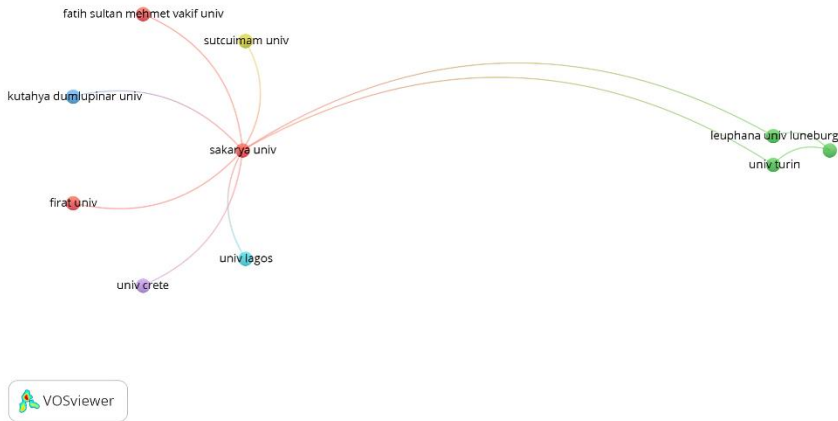 fatih sultan mehmet vakif univ
sutcuimam univ
kutahya dumlupinar univ
leuphana univ luneburg
sakarya univ
univ turin
firat univ
univ lagos
univ crete
VOSviewer